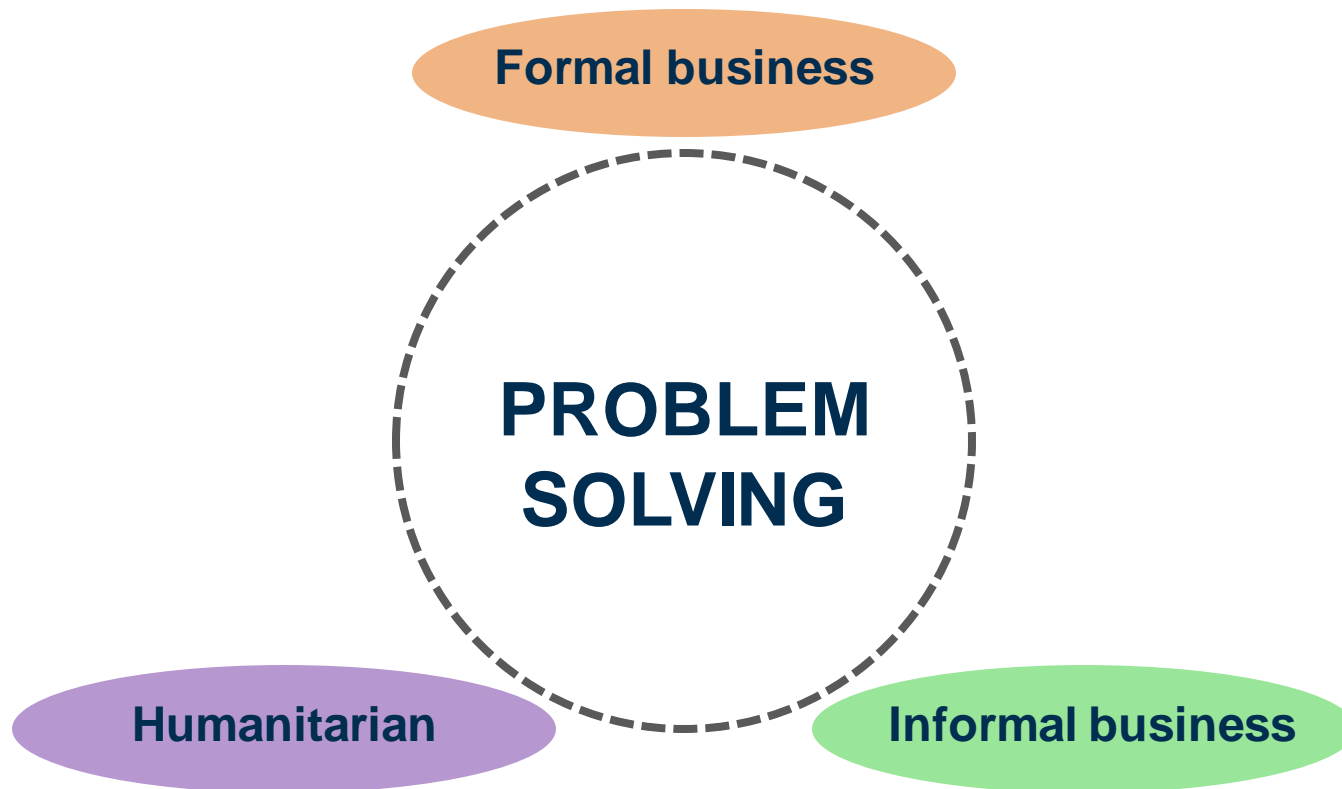 Formal business
PROBLEM
SOLVING
Humanitarian
Informal business